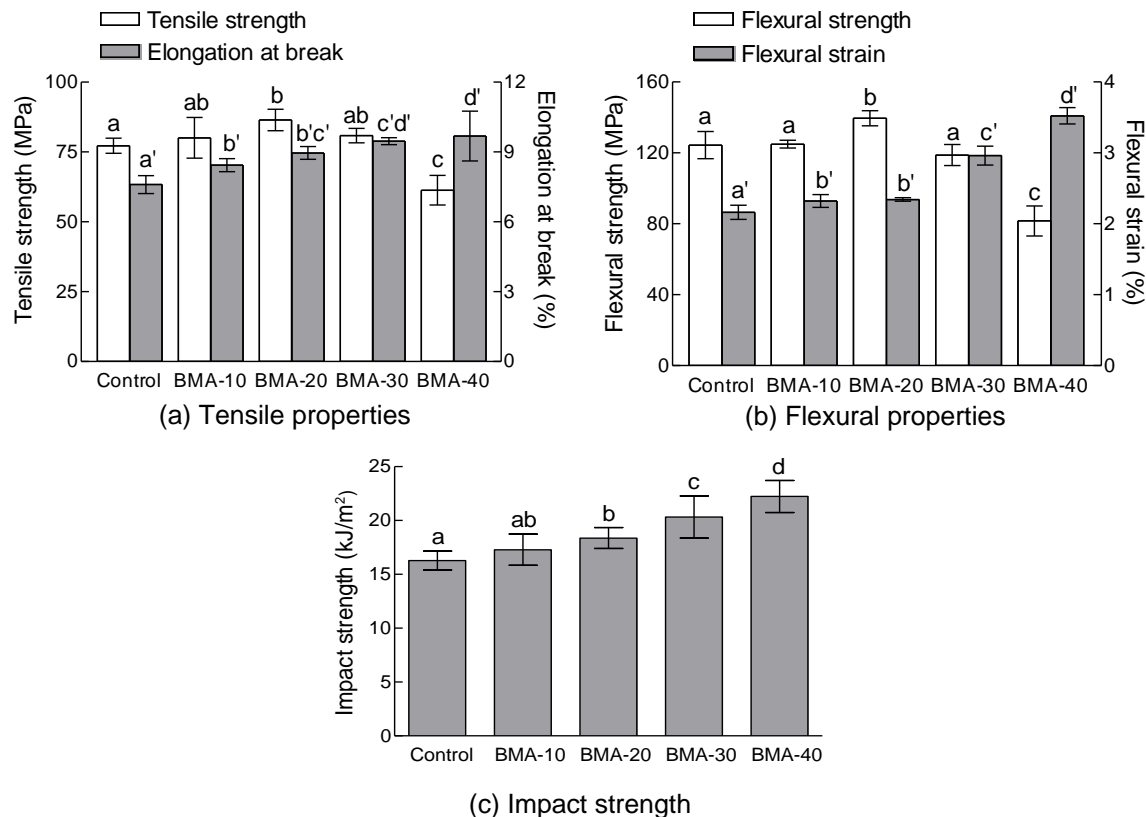 Tensile strength
Elongation at break
Tensile strength (MPa)
100
75
50
25
0
a
a'
ab
b'
b
b'c'
ab
c'd'
c
d'
12
9
6
3
0
Elongation at break (%)
Control BMA-10 BMA-20 BMA-30 BMA-40
(a) Tensile properties
Flexural strength
Flexural strain
Flexural strength (MPa)
160
120
80
40
0
a
a'
a
b'
b
b'
a
c'
c
d'
4
3
2
1
0
Flexural strain (%)
Control BMA-10 BMA-20 BMA-30 BMA-40
(b) Flexural properties
Impact strength (kJ/m²)
25
20
15
10
5
0
a
ab
b
c
d
Control BMA-10 BMA-20 BMA-30 BMA-40
(c) Impact strength